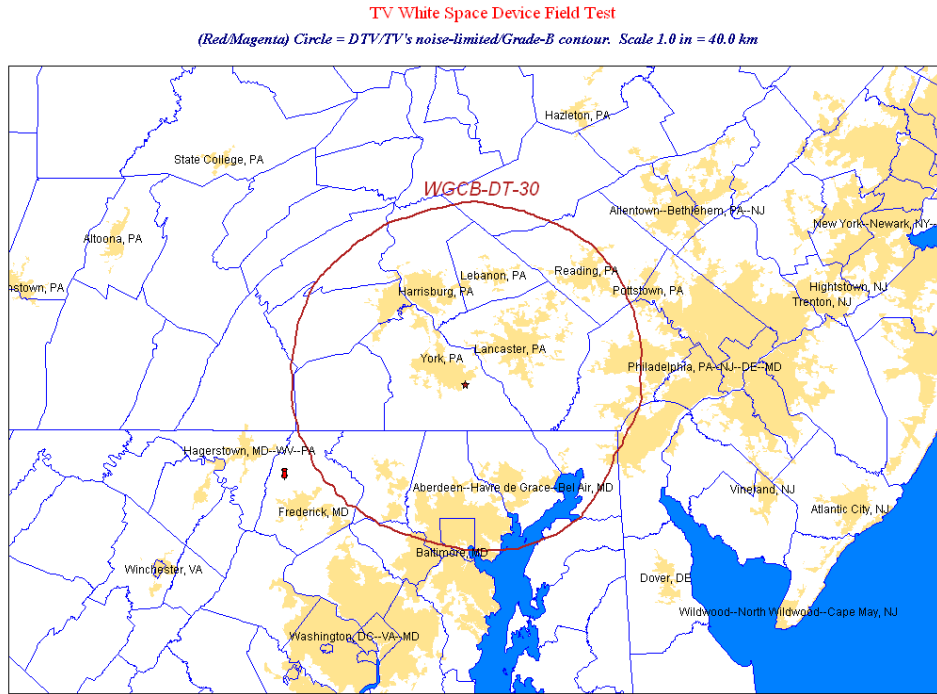 TV White Space Device Field Test
(Red/Magenta) Circle = DTV/TV's noise-limited/Grade-B contour. Scale 1.0 in = 40.0 km
Hazleton, PA
State College, PA
WGCB-DT-30
Allentown--Bethlehem, PA--NJ
New York--Newark, NY--
Altoona, PA
Lebanon, PA
Reading, PA
nstown, PA
Harrisburg, PA
Pottstown, PA
Hightstown, NJ
Trenton, NJ
Lancaster, PA
York, PA
Philadelphia, PA--NJ--DE--MD
Hagerstown, MD--WV--PA
Aberdeen--Havre de Grace--Bel Air, MD
Vineland, NJ
Frederick, MD
Atlantic City, NJ
Baltimore, MD
Winchester, VA
Dover, DE
Wildwood--North Wildwood--Cape May, NJ
Washington, DC--VA--MD